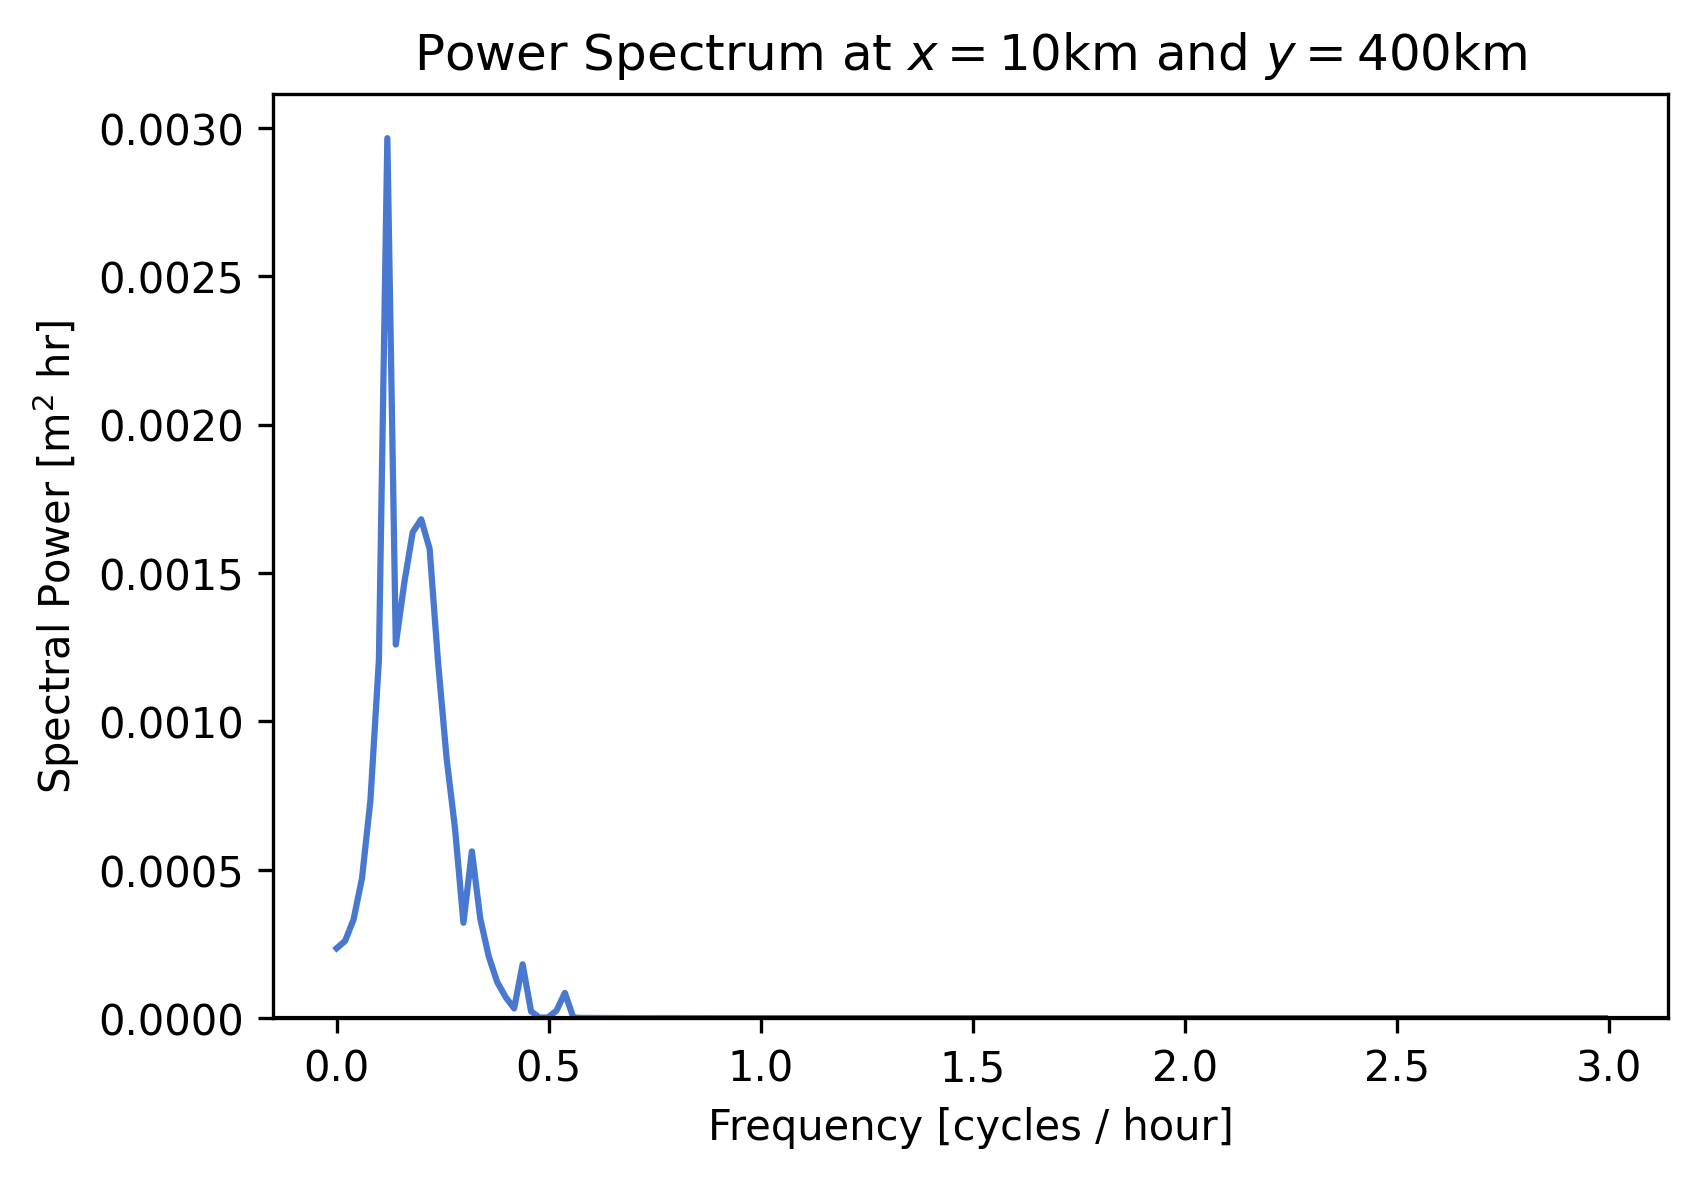 Power Spectrum at x = 10km and y = 400km
Spectral Power [m² hr]
0.0030
0.0025
0.0020
0.0015
0.0010
0.0005
0.0000
0.0 0.5 1.0 1.5 2.0 2.5 3.0
Frequency [cycles / hour]